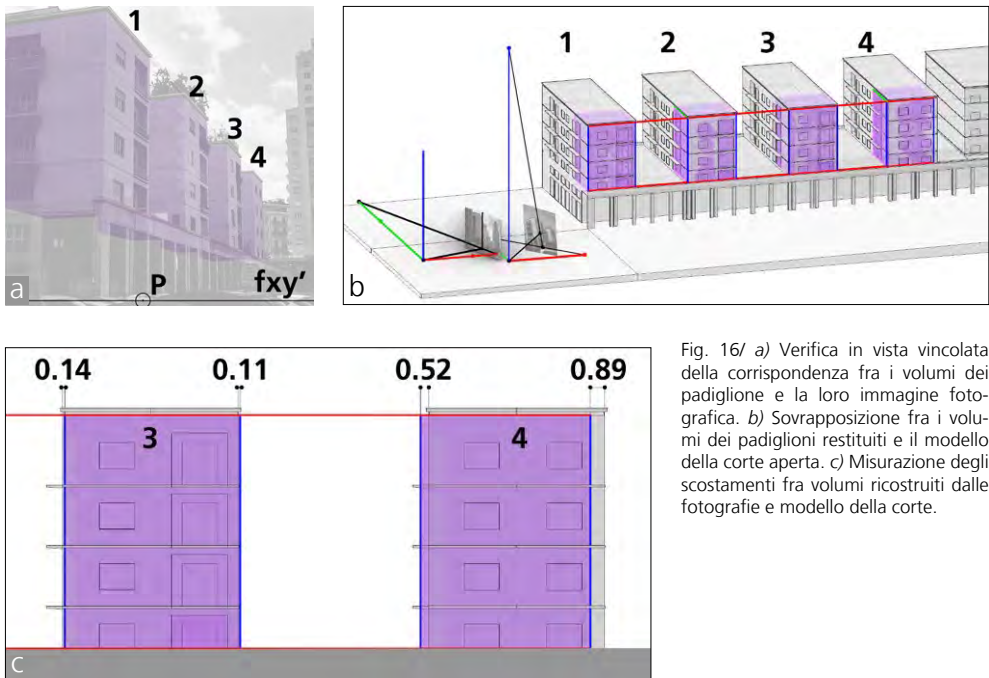 1
2
3
4
P
fxy'
a
1
2
3
4
b
0.14
0.11
0.52
0.89
3
4
c
Fig. 16/ a) Verifica in vista vincolata
della corrispondenza fra i volumi dei
padiglione e la loro immagine foto-
grafica. b) Sovrapposizione fra i volu-
mi dei padiglioni restituiti e il modello
della corte aperta. c) Misurazione degli
scostamenti fra volumi ricostruiti dalle
fotografie e modello della corte.